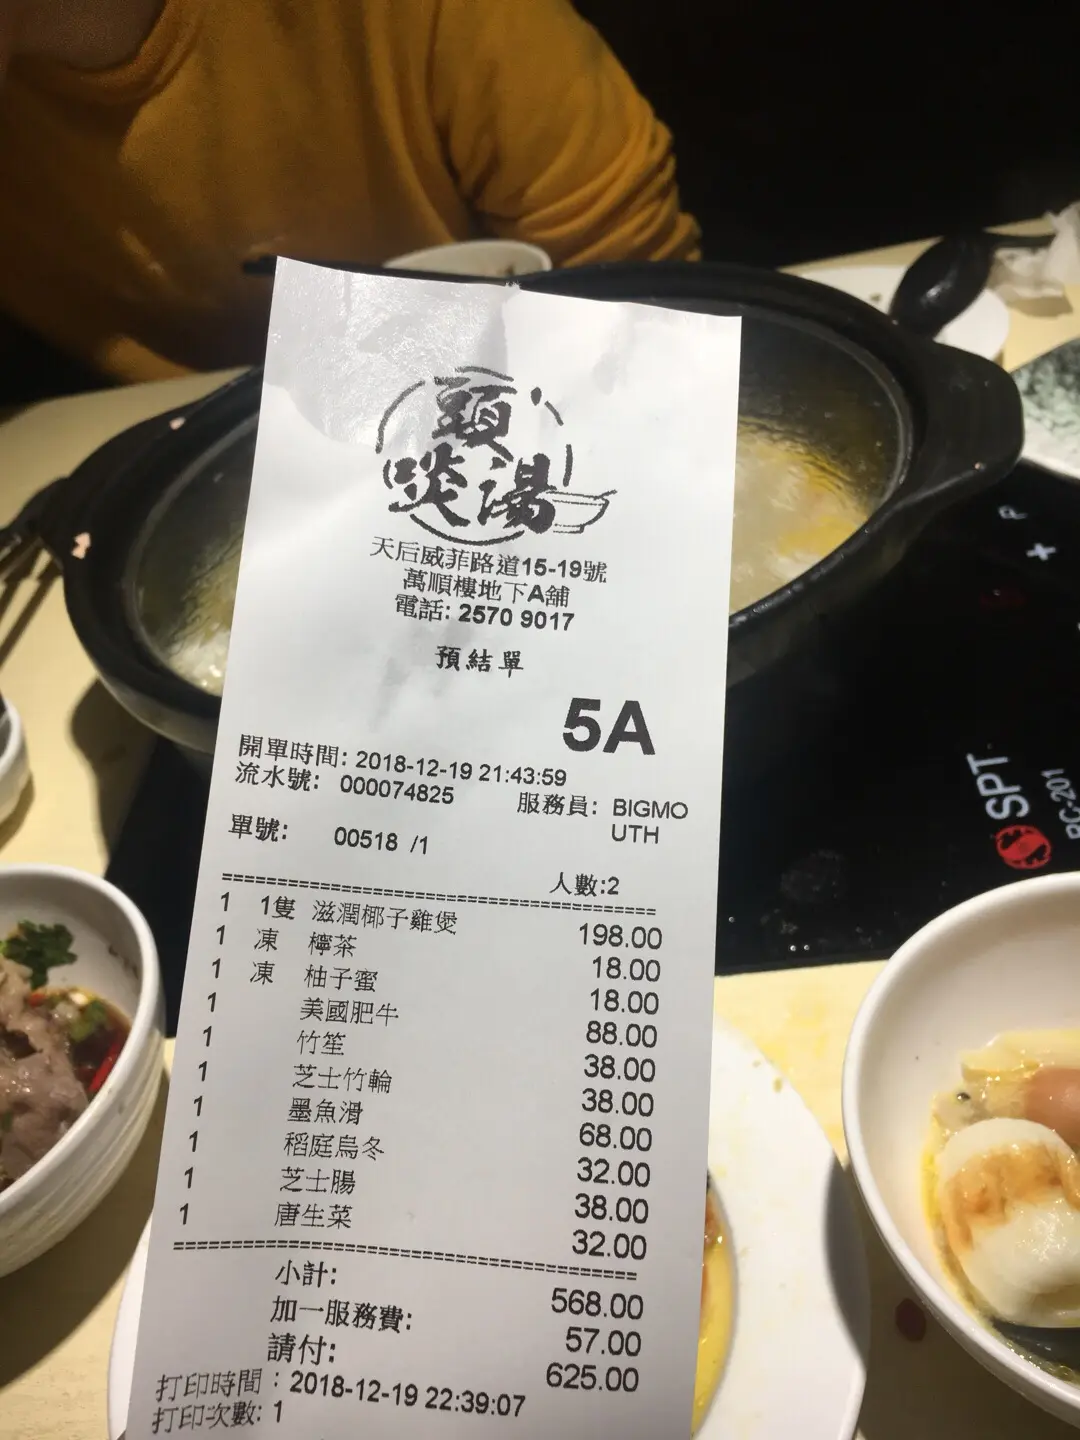 頭啖湯
天后威菲路道15-19號
萬順樓地下A舖
電話: 2570 9017
預結單
5A
開單時間: 2018-12-19 21:43:59
流水號: 000074825 服務員: BIGMO
UTH
單號: 00518 /1
人數:2
1 1隻 滋潤椰子雞煲 198.00
1 凍 檸茶 18.00
1 凍 柚子蜜 18.00
1 美國肥牛 88.00
1 竹笙 38.00
1 芝士竹輪 38.00
1 墨魚滑 68.00
1 稻庭烏冬 32.00
1 芝士腸 38.00
1 唐生菜 32.00
小計: 568.00
加一服務費: 57.00
請付: 625.00
打印時間 : 2018-12-19 22:39:07
打印次數: 1
P
+
SPT
RC-201